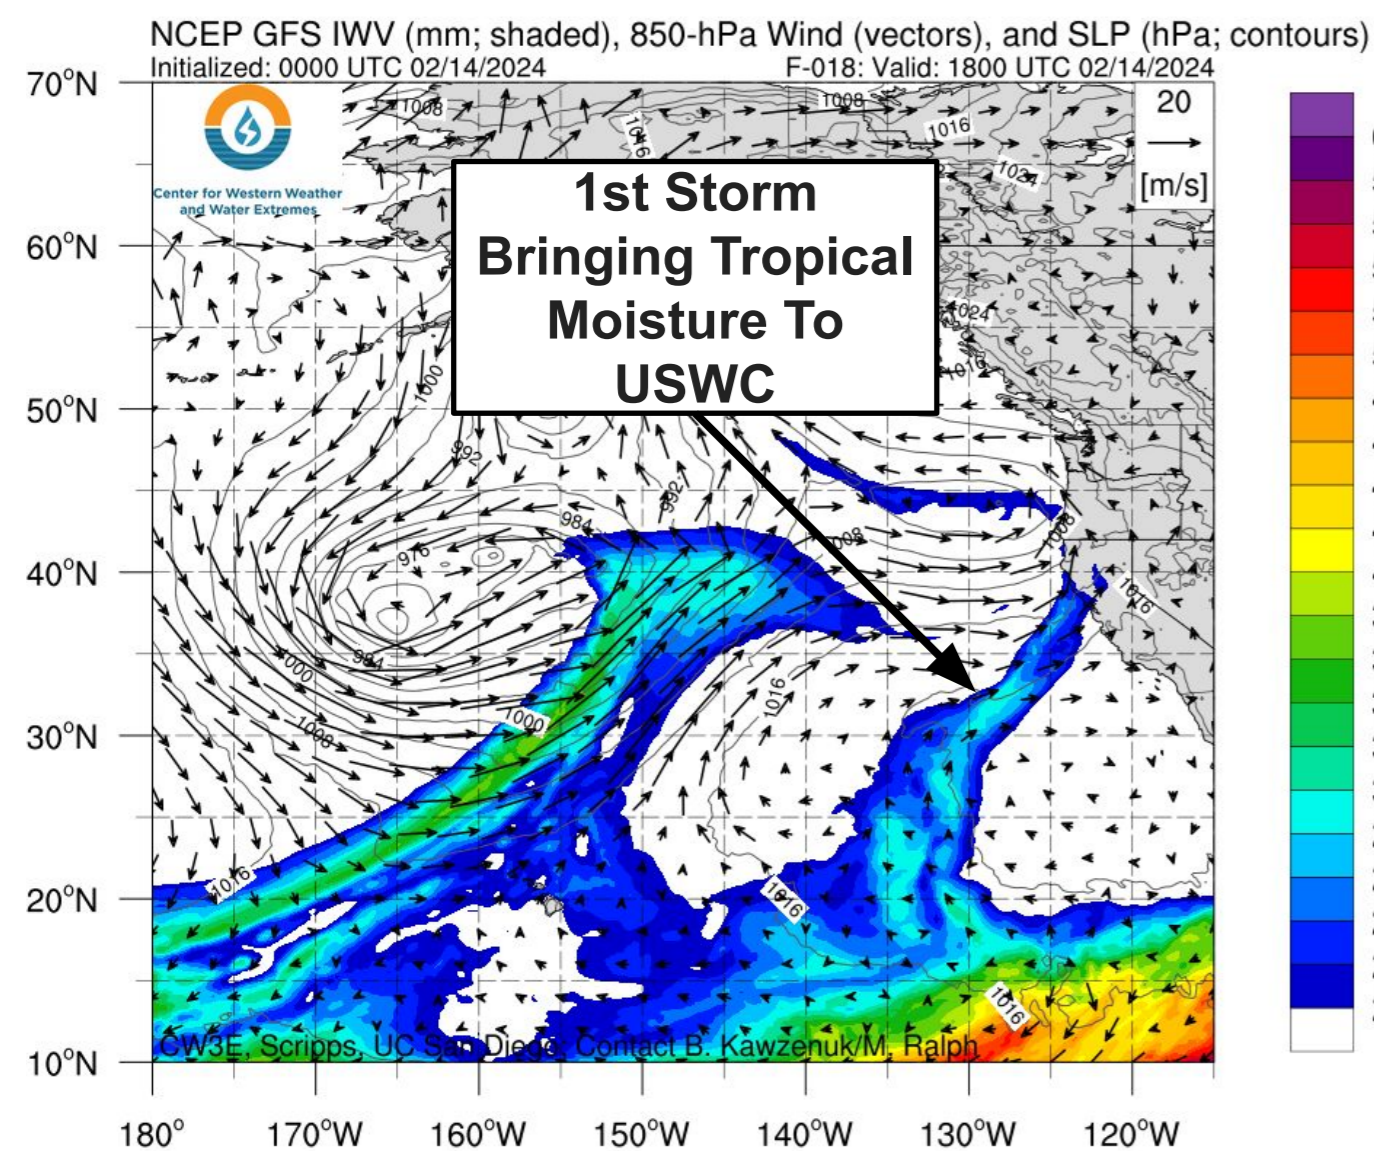 NCEP GFS IWV (mm; shaded), 850-hPa Wind (vectors), and SLP (hPa; contours)
Initialized: 0000 UTC 02/14/2024
F-018: Valid: 1800 UTC 02/14/2024
70°N
60°N
50°N
40°N
30°N
20°N
10°N
Center for Western Weather
and Water Extremes
20
[m/s]
1st Storm
Bringing Tropical
Moisture To
USWC
1008
1008
1016
1016
1024
1024
1016
1000
992
992
984
976
1008
1008
1016
984
1000
1008
1000
1016
1016
1016
1016
CW3E, Scripps, UC San Diego, Contact B. Kawzenuk/M. Ralph
180°
170°W
160°W
150°W
140°W
130°W
120°W